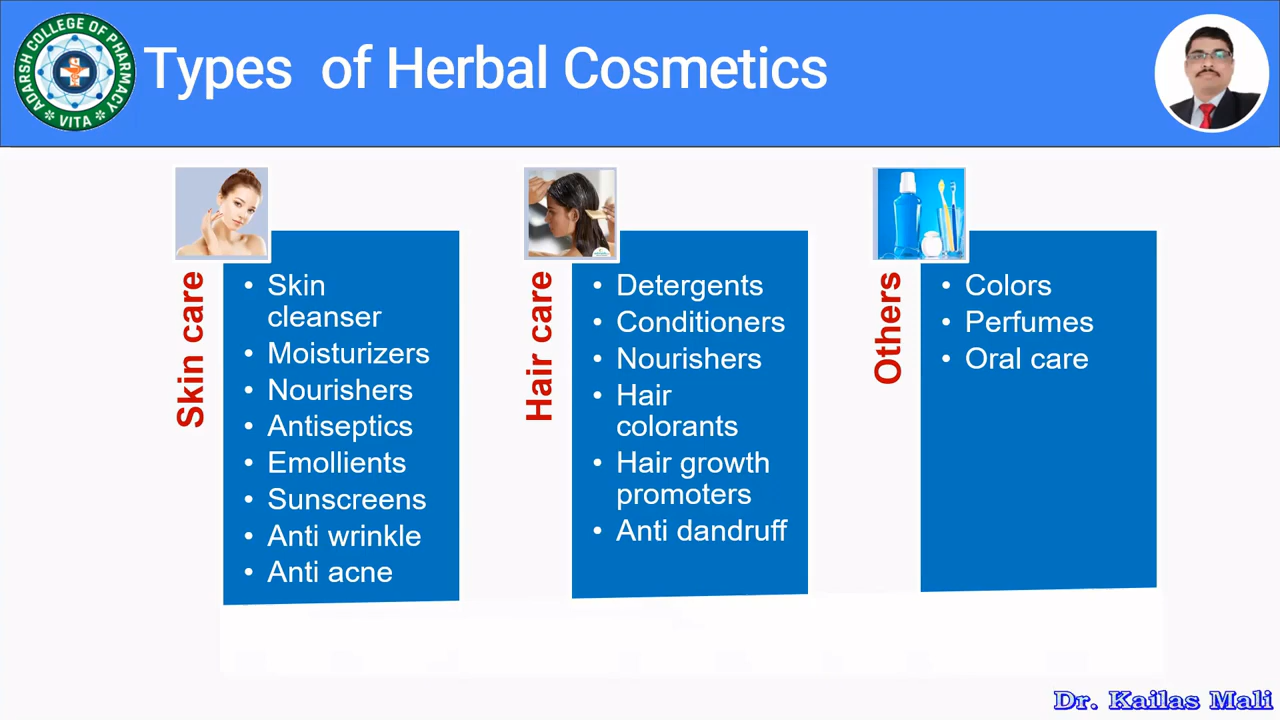 ADARSH COLLEGE OF PHARMACY
* VITA *
Types of Herbal Cosmetics
Skin care
• Skin
cleanser
• Moisturizers
• Nourishers
• Antiseptics
• Emollients
• Sunscreens
• Anti wrinkle
• Anti acne
Hair care
• Detergents
• Conditioners
• Nourishers
• Hair
colorants
• Hair growth
promoters
• Anti dandruff
Others
• Colors
• Perfumes
• Oral care
Dr. Kailas Mali